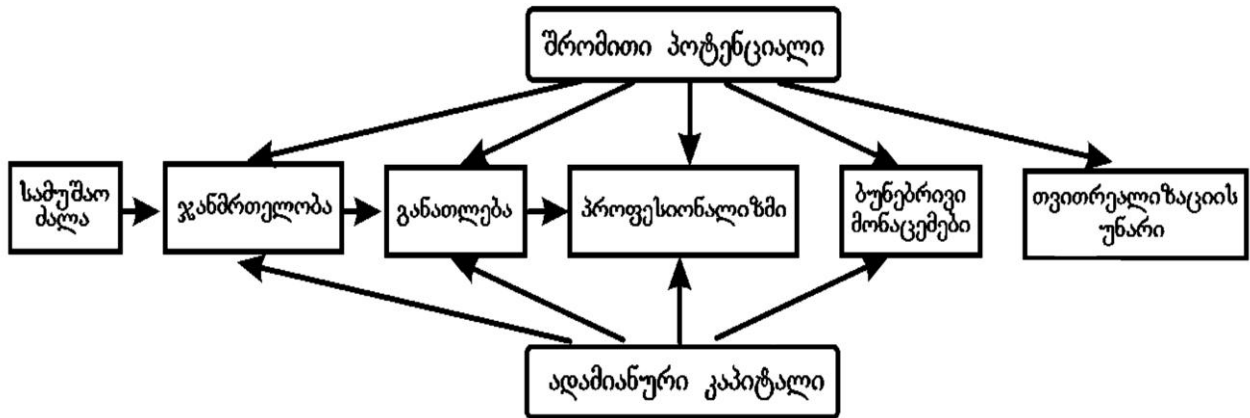 შრომითი პოტენციალი
სამუშაო
ძალა
ჯანმრთელობა
განათლება
პროფესიონალიზმი
ბუნებრივი
მონაცემები
თვითრეალიზაციის
უნარი
ადამიანური კაპიტალი